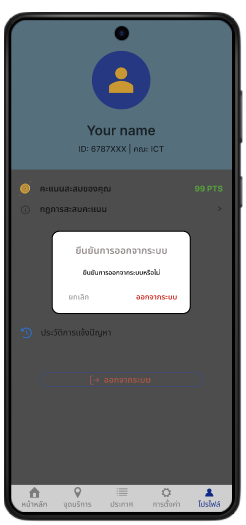 Your name
ID: 6787XXX | คณะ ICT
คะแนนสะสมของคุณ 99 PTS
กฎการสะสมคะแนน >
ยืนยันการออกจากระบบ
ยืนยันการออกจากระบบหรือไม่
ยกเลิก ออกจากระบบ
ประวัติการแจ้งปัญหา
ออกจากระบบ
หน้าหลัก จุดบริการ ประกาศ การตั้งค่า โปรไฟล์